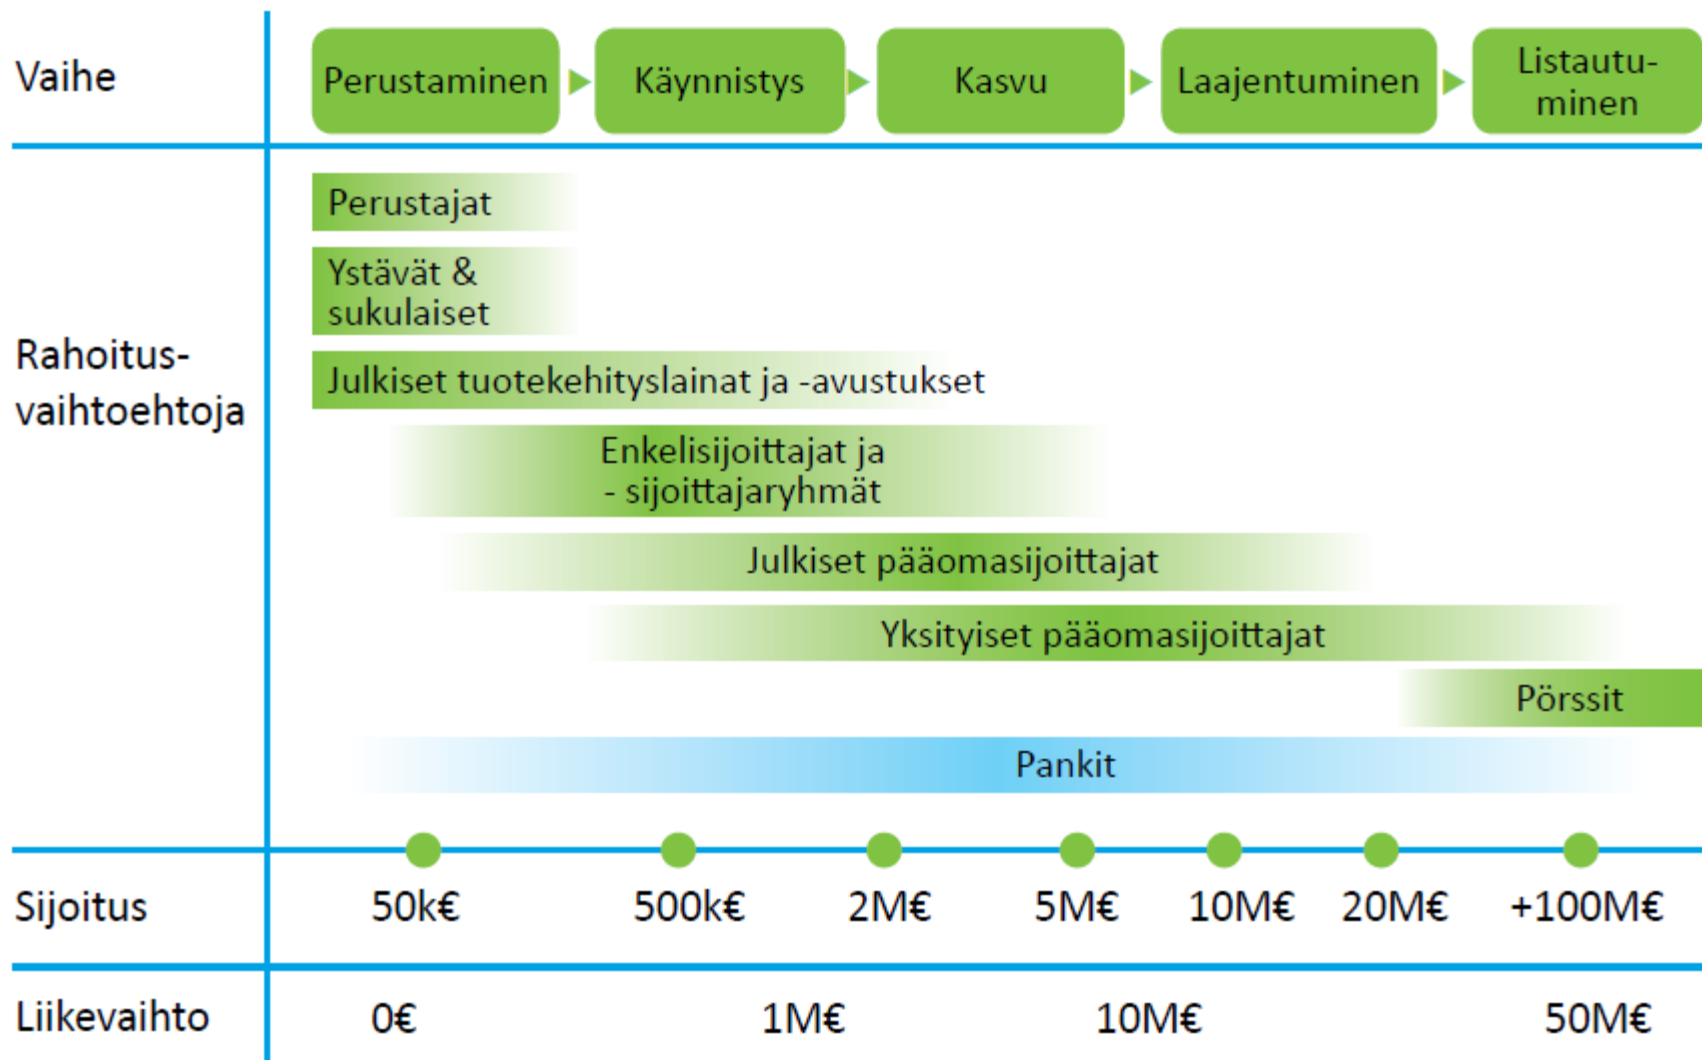 Vaihe
Perustaminen
Käynnistys
Kasvu
Laajentuminen
Listautu-
minen
Rahoitus-
vaihtoehtoja
Perustajat
Ystävät &
sukulaiset
Julkiset tuotekehityslainat ja -avustukset
Enkelisijoittajat ja
- sijoittajaryhmät
Julkiset pääomasijoittajat
Yksityiset pääomasijoittajat
Pörssit
Pankit
Sijoitus 50k€ 500k€ 2M€ 5M€ 10M€ 20M€ +100M€
Liikevaihto 0€ 1M€ 10M€ 50M€